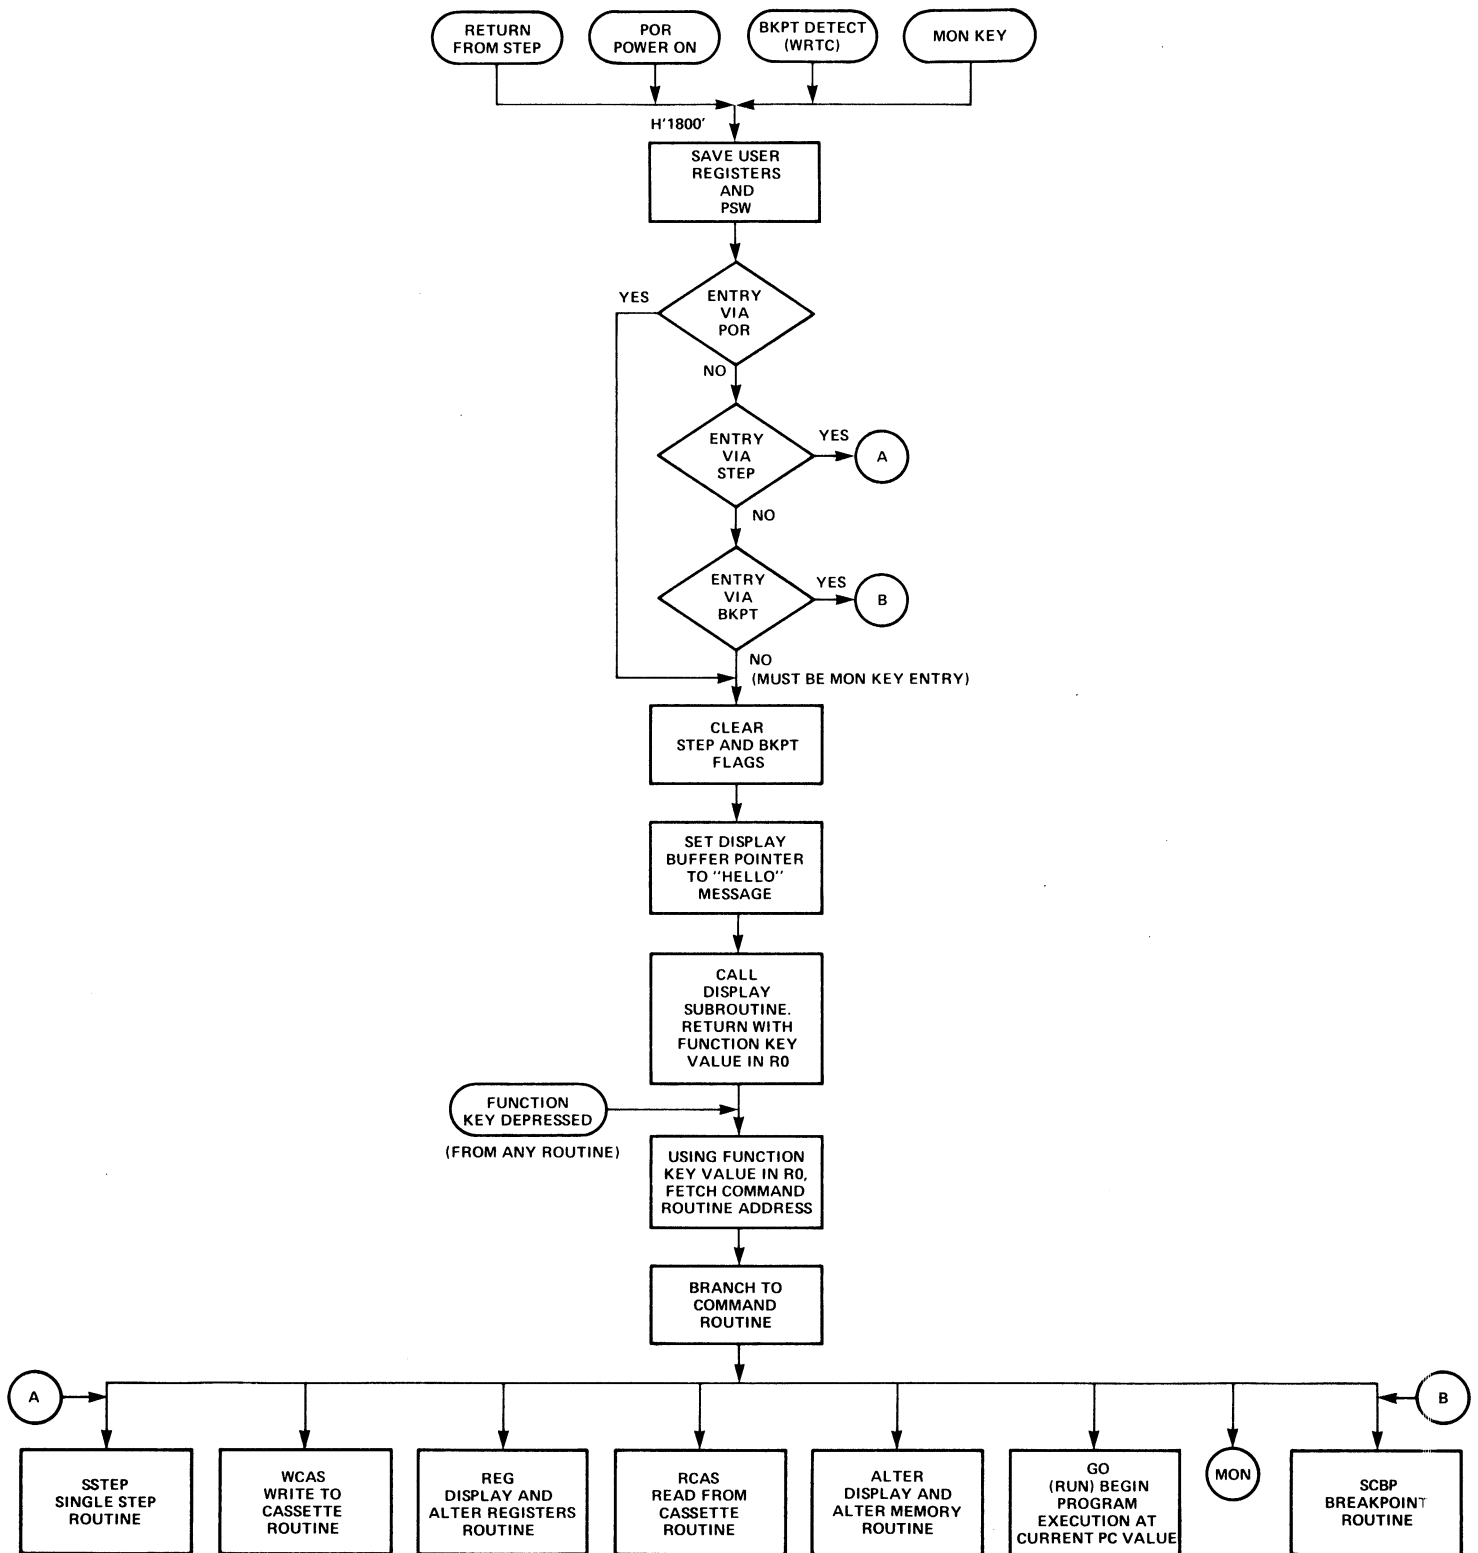 RETURN
FROM STEP
POR
POWER ON
BKPT DETECT
(WRTC)
MON KEY
H'1800'
SAVE USER
REGISTERS
AND
PSW
YES
ENTRY
VIA
POR
NO
ENTRY
VIA
STEP
YES
A
NO
ENTRY
VIA
BKPT
YES
B
NO
(MUST BE MON KEY ENTRY)
CLEAR
STEP AND BKPT
FLAGS
SET DISPLAY
BUFFER POINTER
TO "HELLO"
MESSAGE
CALL
DISPLAY
SUBROUTINE.
RETURN WITH
FUNCTION KEY
VALUE IN R0
FUNCTION
KEY DEPRESSED
(FROM ANY ROUTINE)
USING FUNCTION
KEY VALUE IN R0,
FETCH COMMAND
ROUTINE ADDRESS
BRANCH TO
COMMAND
ROUTINE
A
B
SSTEP
SINGLE STEP
ROUTINE
WCAS
WRITE TO
CASSETTE
ROUTINE
REG
DISPLAY AND
ALTER REGISTERS
ROUTINE
RCAS
READ FROM
CASSETTE
ROUTINE
ALTER
DISPLAY AND
ALTER MEMORY
ROUTINE
GO
(RUN) BEGIN
PROGRAM
EXECUTION AT
CURRENT PC VALUE
MON
SCBP
BREAKPOINT
ROUTINE